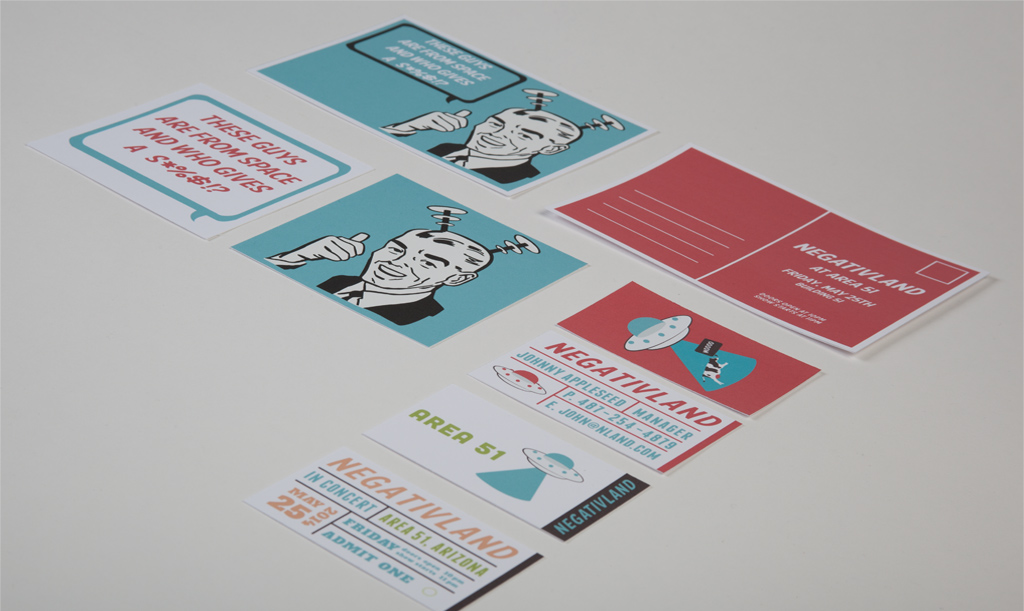 THESE GUYS
ARE FROM SPACE
AND WHO GIVES
A S*%$!?
THESE GUYS
ARE FROM SPACE
AND WHO GIVES
NEGATIVLAND
AT AREA 51
FRIDAY, MAY 25TH
BUILDING 51
NEGATIVLAND
JOHNNY APPLESEED MANAGER
P. 487-254-4879
E. JOHN@NLAND.COM
AREA 51
NEGATIVLAND
NEGATIVLAND
IN CONCERT AREA 51, ARIZONA
MAY
25
2012
FRIDAY
ADMIT ONE